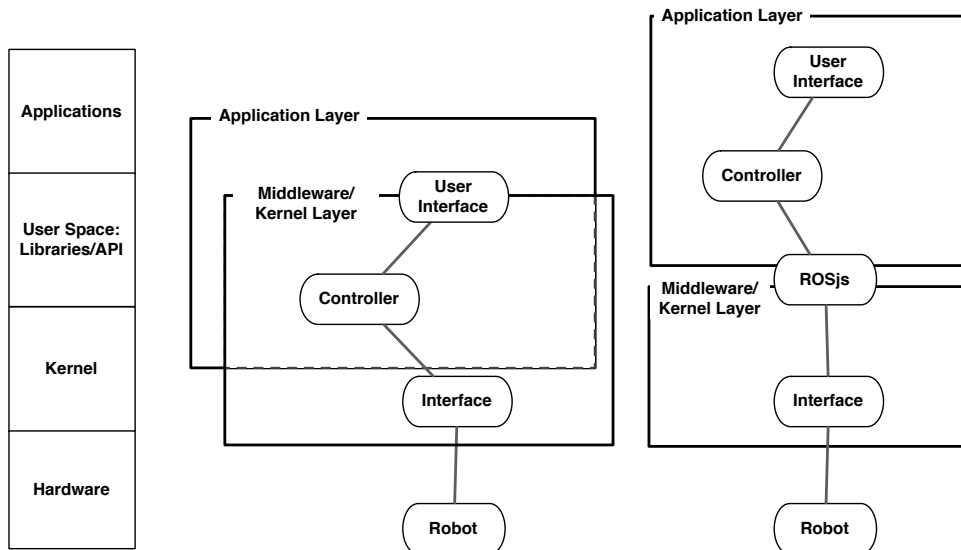 Applications
User Space:
Libraries/API
Kernel
Hardware
Application Layer
Middleware/
Kernel Layer
User
Interface
Controller
Interface
Robot
Application Layer
User
Interface
Controller
ROSjs
Middleware/
Kernel Layer
Interface
Robot